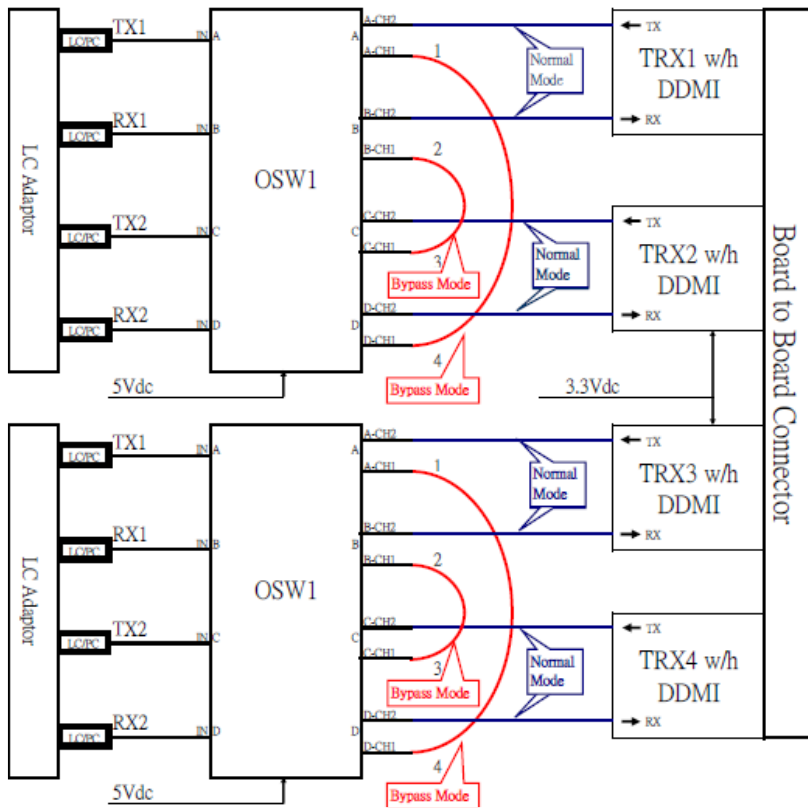 A-CH2
TX
TX1
LC/PC
IN A
A
A-CH1
1
Normal
Mode
TRX1 w/h
DDMI
RX1
LC/PC
IN B
B-CH2
B
RX
B-CH1
2
LC Adaptor
OSW1
TX2
LC/PC
IN C
C-CH2
C
C-CH1
3
Bypass Mode
Normal
Mode
TX
TRX2 w/h
DDMI
RX
RX2
LC/PC
IN D
D-CH2
D
D-CH1
4
Bypass Mode
5Vdc
3.3Vdc
Board to Board Connector
A-CH2
TX
TX1
LC/PC
IN A
A
A-CH1
1
Normal
Mode
TRX3 w/h
DDMI
RX1
LC/PC
IN B
B-CH2
B
RX
B-CH1
2
LC Adaptor
OSW1
TX2
LC/PC
IN C
C-CH2
C
C-CH1
3
Bypass Mode
Normal
Mode
TX
TRX4 w/h
DDMI
RX
RX2
LC/PC
IN D
D-CH2
D
D-CH1
4
Bypass Mode
5Vdc